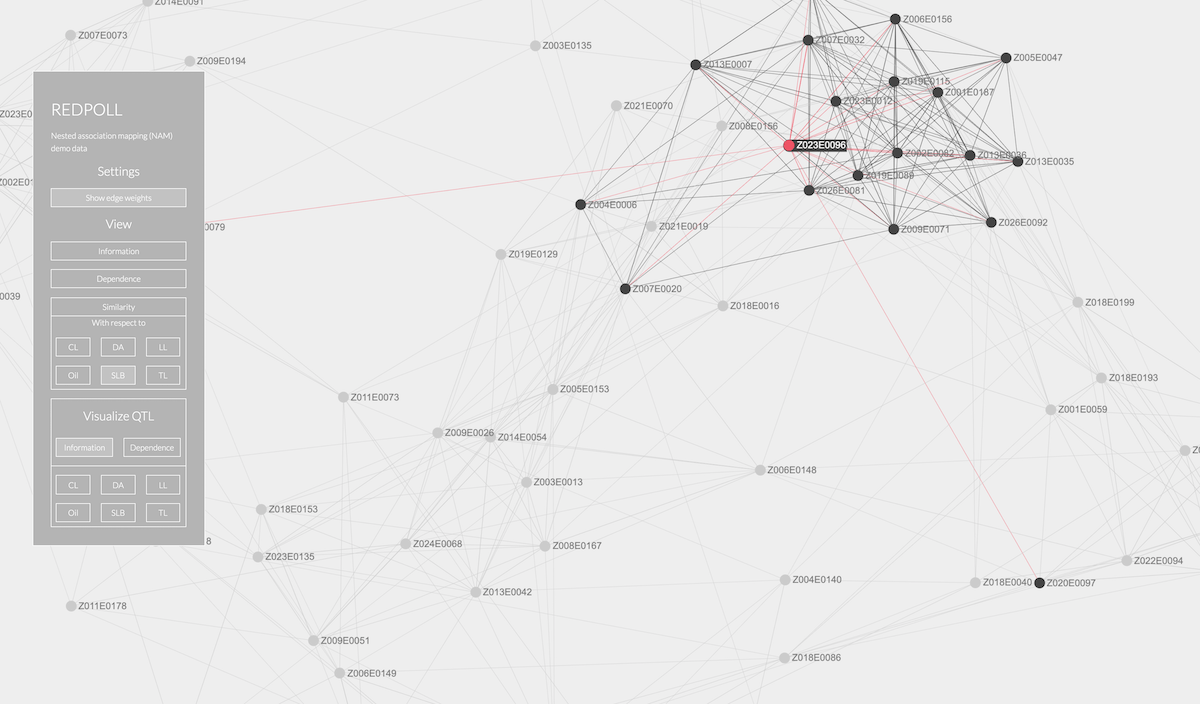 REDPOLL
Nested association mapping (NAM)
demo data
Settings
Show edge weights
View
Information
Dependence
Similarity
With respect to
CL DA LL
Oil SLB TL
Visualize QTL
Information Dependence
CL DA LL
Oil SLB TL
Z014E0091
Z007E0073
Z009E0194
Z003E0135
Z006E0156
Z007E0032
Z005E0047
Z013E0007
Z019E0115
Z001E0187
Z023E0012
Z021E0070
Z023E0
Z008E0156
Z023E0096
Z002E0082
Z013E0035
Z019E0080
Z002E01
Z026E0081
Z004E0006
Z026E0092
Z021E0019
0079
Z009E0071
Z019E0129
Z007E0020
0039
Z018E0199
Z018E0016
Z018E0193
Z005E0153
Z011E0073
Z001E0059
Z009E0026
Z014E0054
Z006E0148
Z003E0013
Z018E0153
8
Z024E0068
Z008E0167
Z023E0135
Z022E0094
Z004E0140
Z018E0040
Z020E0097
Z013E0042
Z011E0178
Z009E0051
Z018E0086
Z006E0149